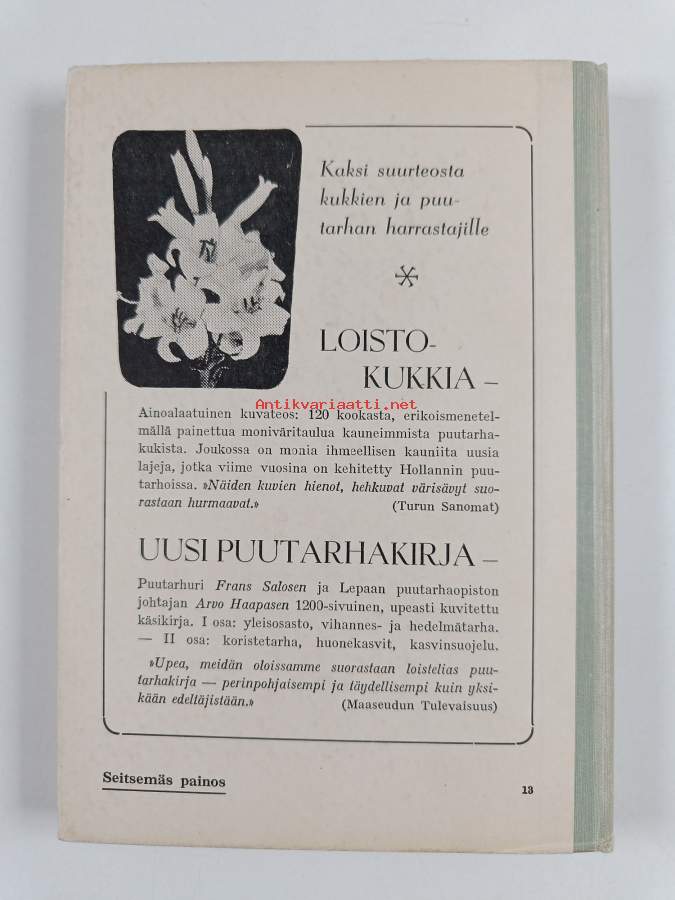 Kaksi suurteosta
kukkien ja puu-
tarhan harrastajille
LOISTO-
KUKKIA –
Antikvariaatti.net
Ainoalaatuinen kuvateos: 120 kookasta, erikoismenetel-
mällä painettua moniväritaulua kauneimmista puutarha-
kukista. Joukossa on monia ihmeellisen kauniita uusia
lajeja, jotka viime vuosina on kehitetty Hollannin puu-
tarhoissa. »Näiden kuvien hienot, hehkuvat värisävyt suo-
rastaan hurmaavat.» (Turun Sanomat)
UUSI PUUTARHAKIRJA –
Puutarhuri Frans Salosen ja Lepaan puutarhaopiston
johtajan Arvo Haapasen 1200-sivuinen, upeasti kuvitettu
käsikirja. I osa: yleisosasto, vihannes- ja hedelmätarha.
— II osa: koristetarha, huonekasvit, kasvinsuojelu.
»Upea, meidän oloissamme suorastaan loistelias puu-
tarhakirja — perinpohjaisempi ja täydellisempi kuin yksi-
kään edeltäjistään.» (Maaseudun Tulevaisuus)
Seitsemäs painos
13